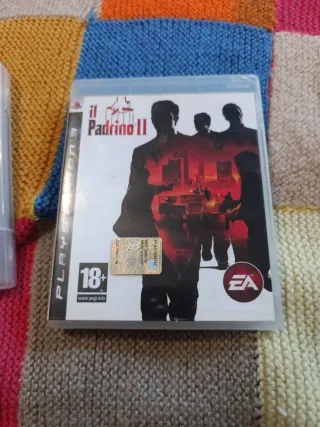 il
Padrino II
PLAYSTATION 3
18+
www.pegi.info
EA